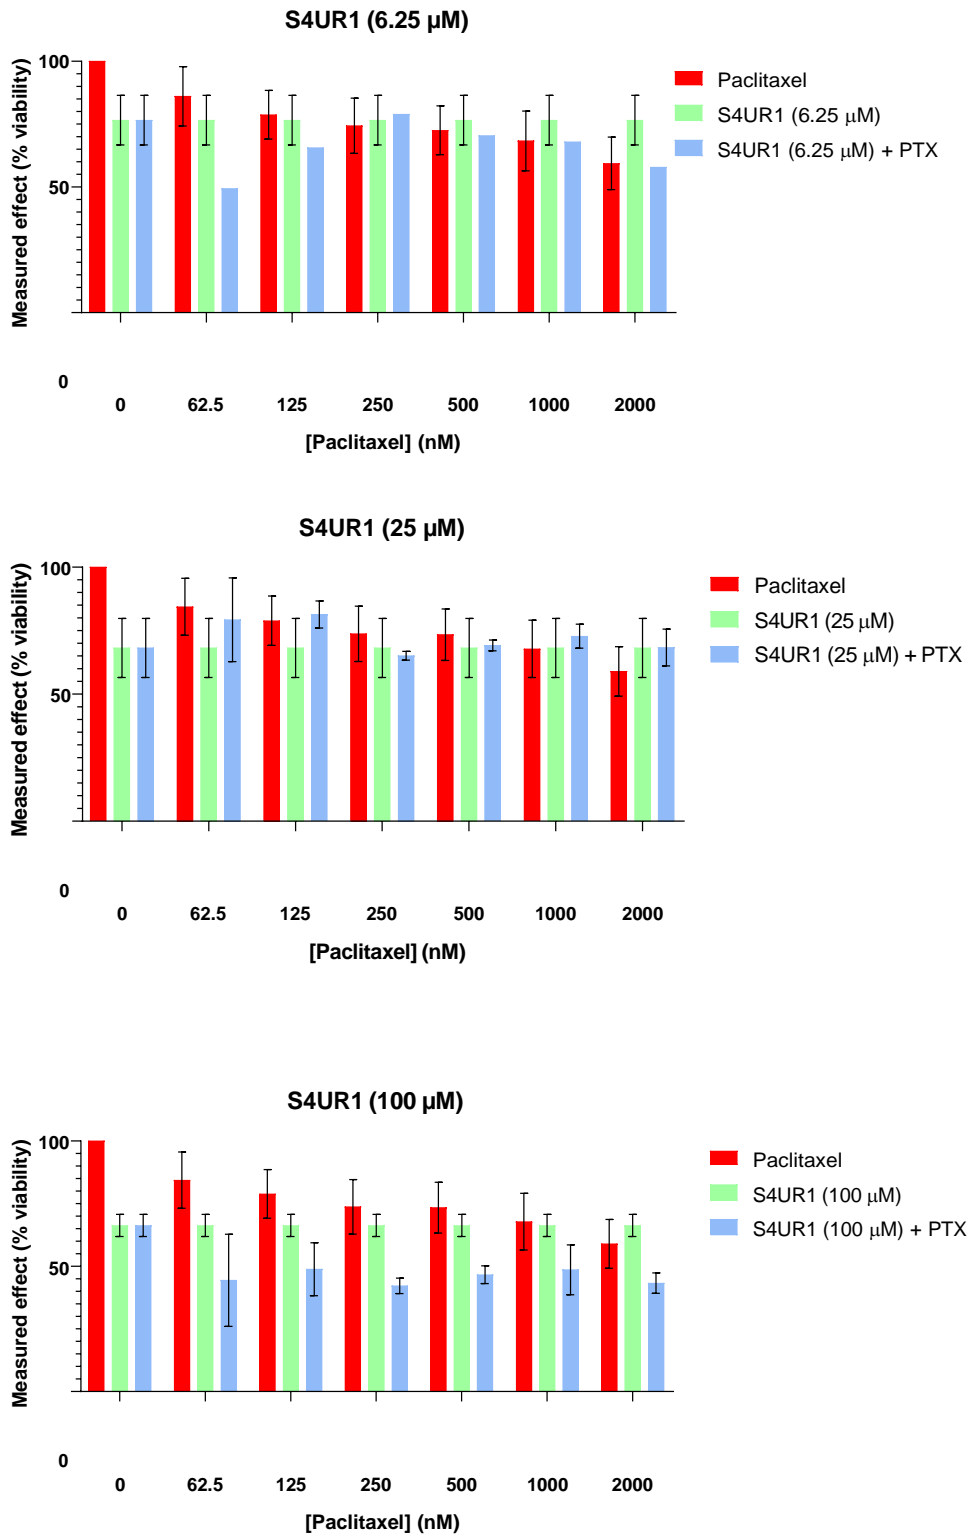 S4UR1 (6.25 µM)
Measured effect (% viability)
100
50
0
0 62.5 125 250 500 1000 2000
[Paclitaxel] (nM)
Paclitaxel
S4UR1 (6.25 µM)
S4UR1 (6.25 µM) + PTX
S4UR1 (25 µM)
Measured effect (% viability)
100
50
0
0 62.5 125 250 500 1000 2000
[Paclitaxel] (nM)
Paclitaxel
S4UR1 (25 µM)
S4UR1 (25 µM) + PTX
S4UR1 (100 µM)
Measured effect (% viability)
100
50
0
0 62.5 125 250 500 1000 2000
[Paclitaxel] (nM)
Paclitaxel
S4UR1 (100 µM)
S4UR1 (100 µM) + PTX